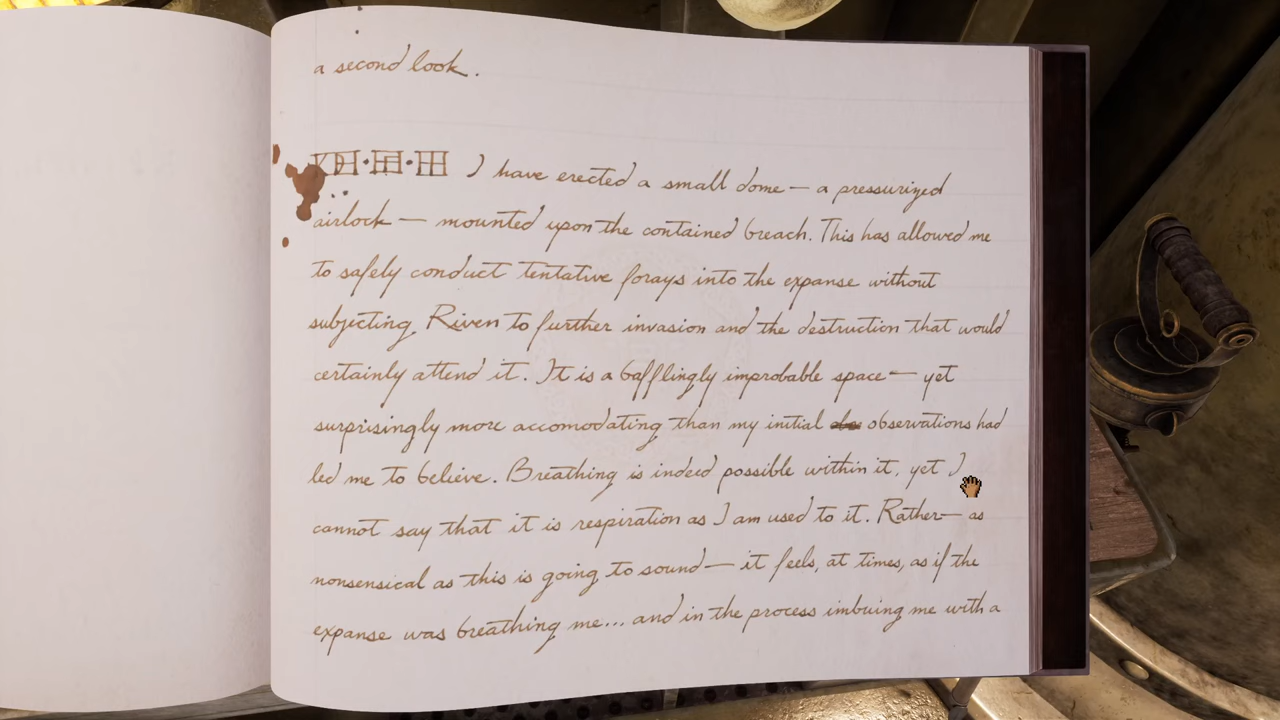 a second look.
I have erected a small dome — a pressurized
airlock — mounted upon the contained breach. This has allowed me
to safely conduct tentative forays into the expanse without
subjecting Riven to further invasion and the destruction that would
certainly attend it. It is a bafflingly improbable space — yet
surprisingly more accomodating than my initial observations had
led me to believe. Breathing is indeed possible within it, yet I
cannot say that it is respiration as I am used to it. Rather — as
nonsensical as this is going to sound — it feels, at times, as if the
expanse was breathing me... and in the process imbuing me with a